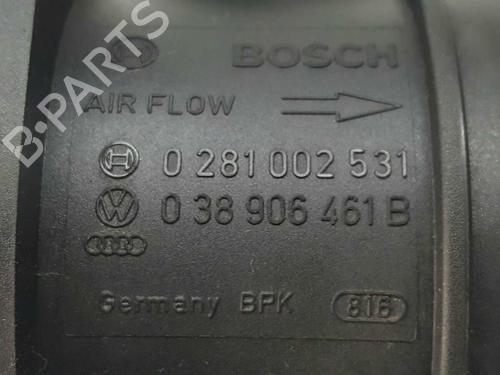 BOSCH
AIR FLOW
0 281 002 531
0 38 906 461 B
Germany BPK 816
B-PARTS